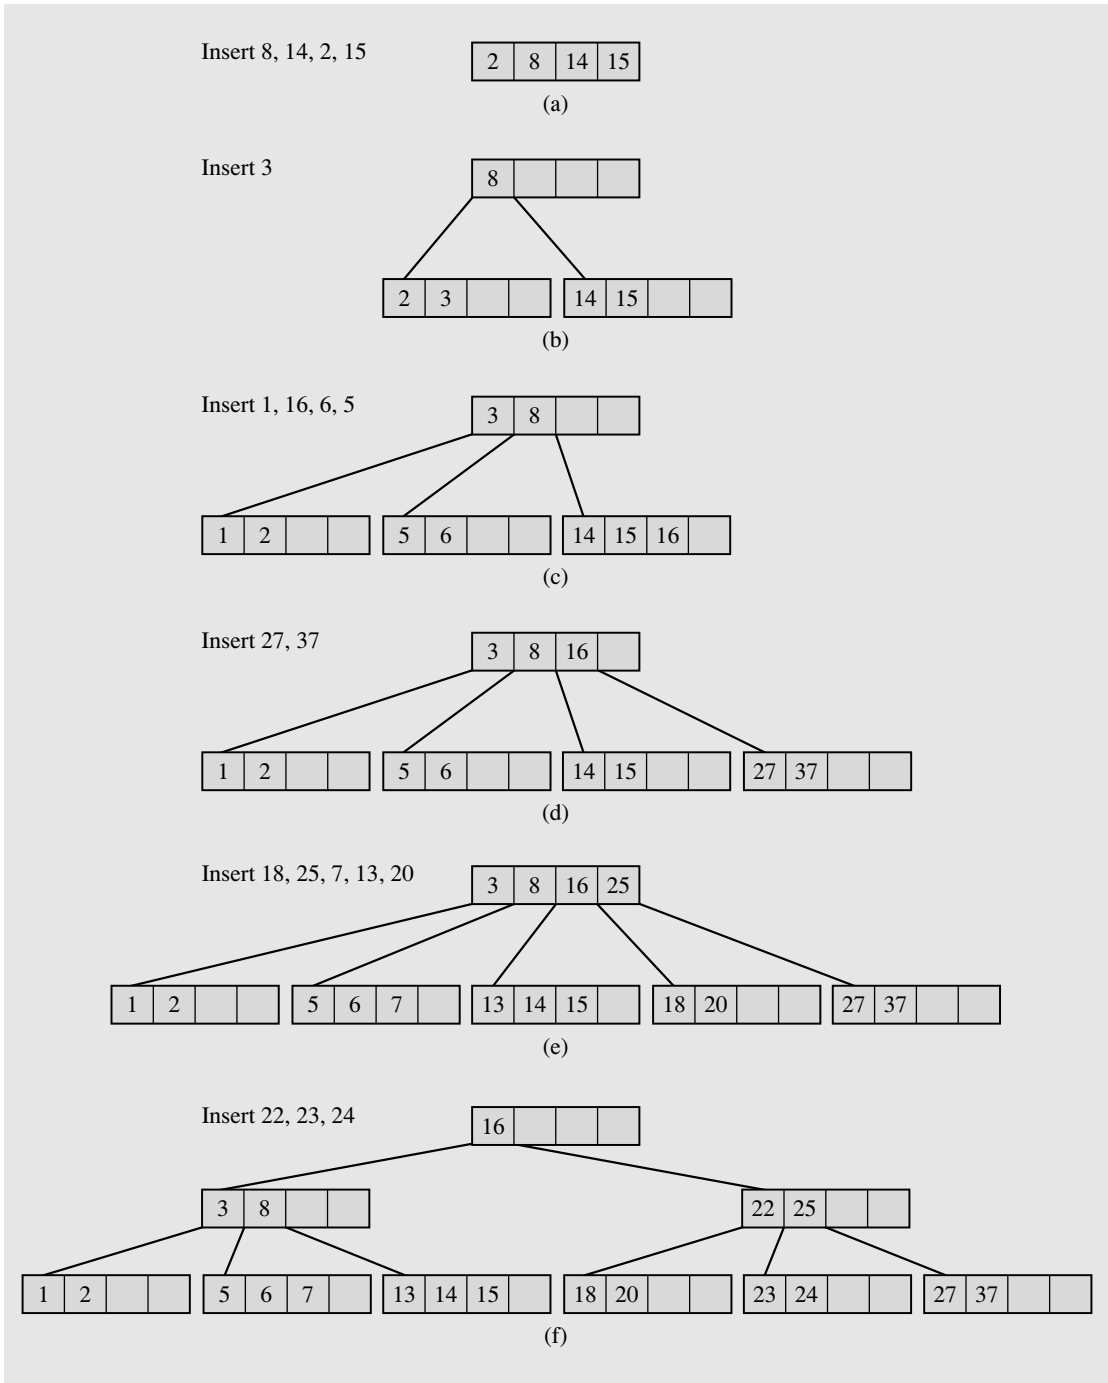 Insert 8, 14, 2, 15
2 8 14 15
(a)
Insert 3
8
2 3 14 15
(b)
Insert 1, 16, 6, 5
3 8
1 2 5 6 14 15 16
(c)
Insert 27, 37
3 8 16
1 2 5 6 14 15 27 37
(d)
Insert 18, 25, 7, 13, 20
3 8 16 25
1 2 5 6 7 13 14 15 18 20 27 37
(e)
Insert 22, 23, 24
16
3 8 22 25
1 2 5 6 7 13 14 15 18 20 23 24 27 37
(f)